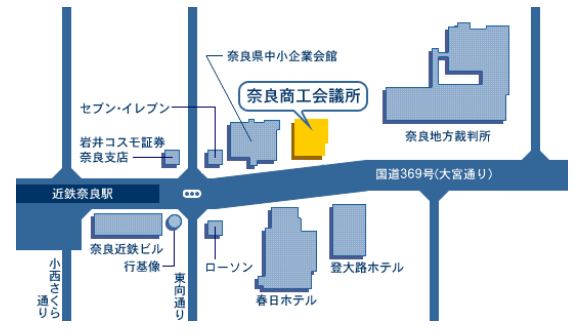 奈良県中小企業会館
奈良商工会議所
セブン・イレブン
奈良地方裁判所
岩井コスモ証券
奈良支店
国道369号(大宮通り)
近鉄奈良駅
奈良近鉄ビル
行基像
ローソン
登大路ホテル
春日ホテル
小西さくら
通り
東向通り